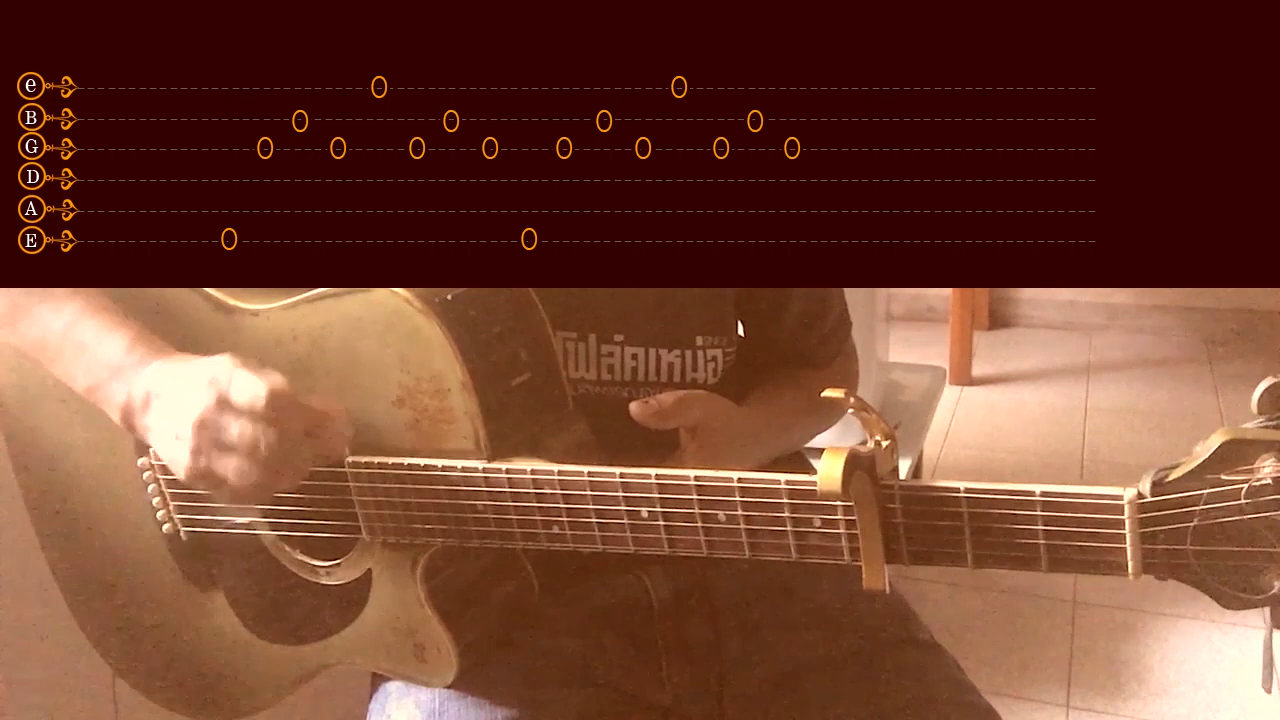 e 0 0
B 0 0 0 0
G 0 0 0 0 0 0 0 0
D
A
E 0 0
โฟล์คเหน่อ